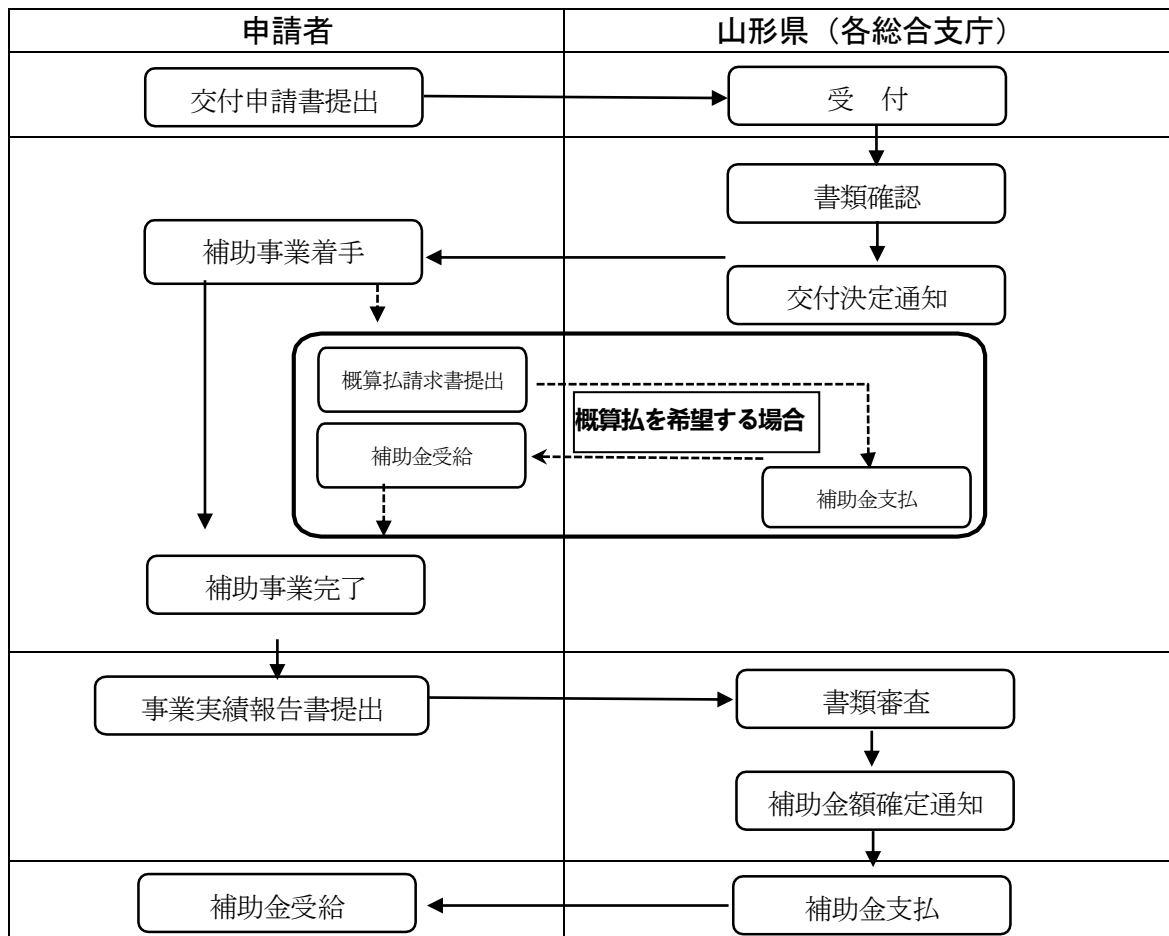 申請者
山形県（各総合支庁）
交付申請書提出
受　付
書類確認
補助事業着手
交付決定通知
概算払請求書提出
概算払を希望する場合
補助金受給
補助金支払
補助事業完了
事業実績報告書提出
書類審査
補助金額確定通知
補助金受給
補助金支払